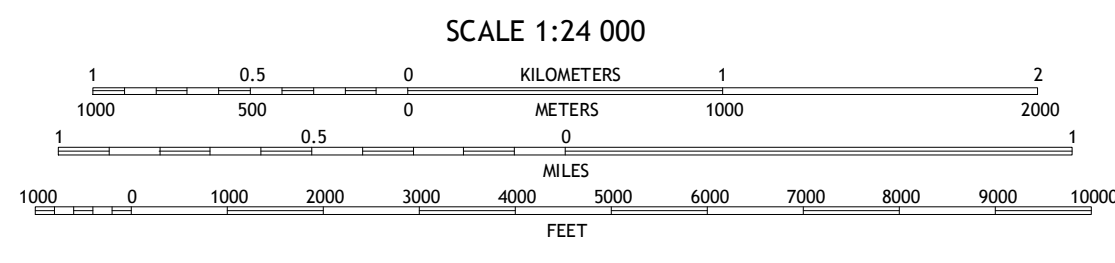 SCALE 1:24 000
1 0.5 0 KILOMETERS 1 2
1000 500 0 METERS 1000 2000
1 0.5 0 1
MILES
1000 0 1000 2000 3000 4000 5000 6000 7000 8000 9000 10000
FEET